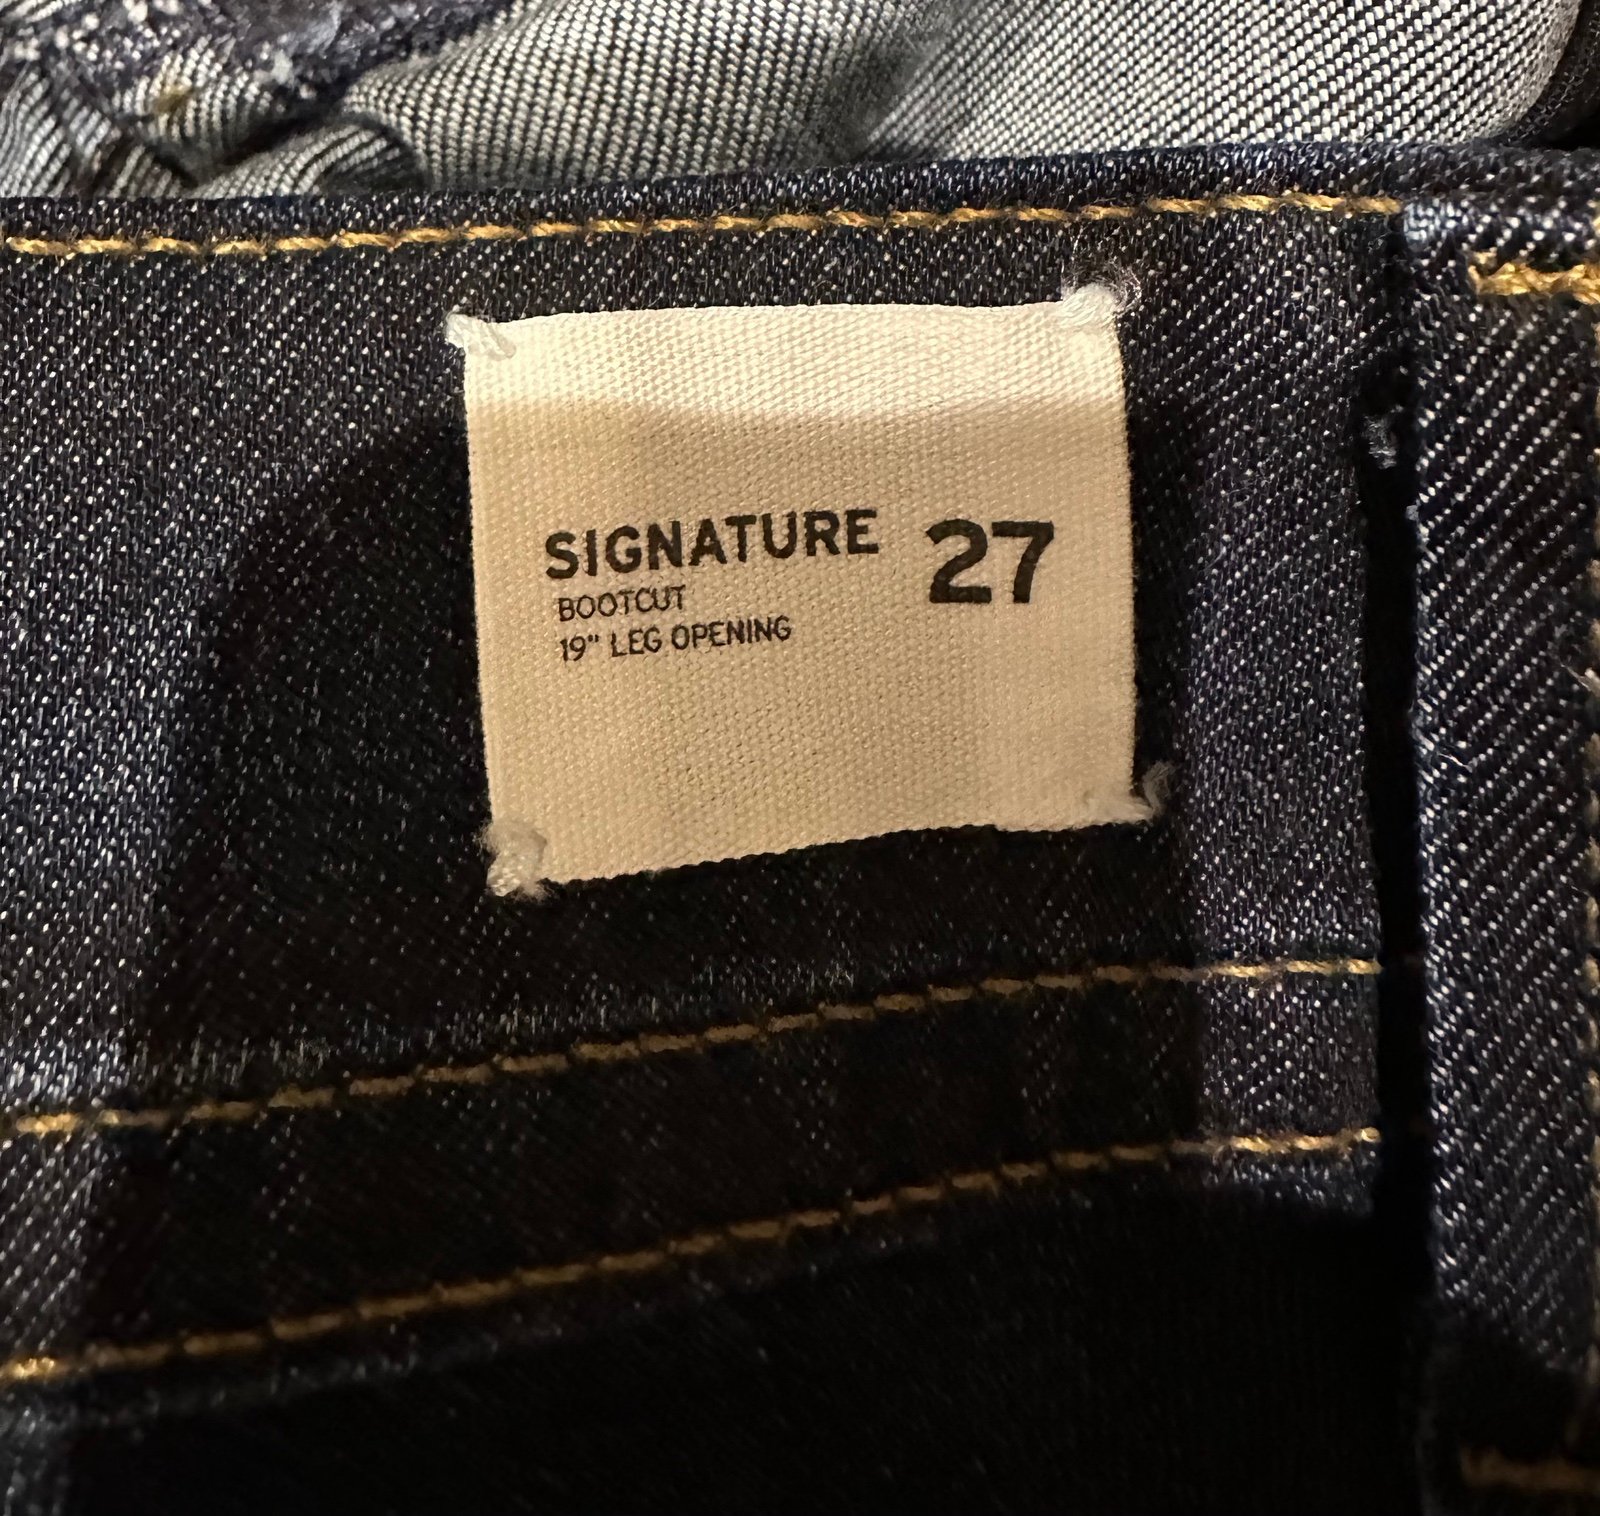 SIGNATURE 27
BOOTCUT
19" LEG OPENING